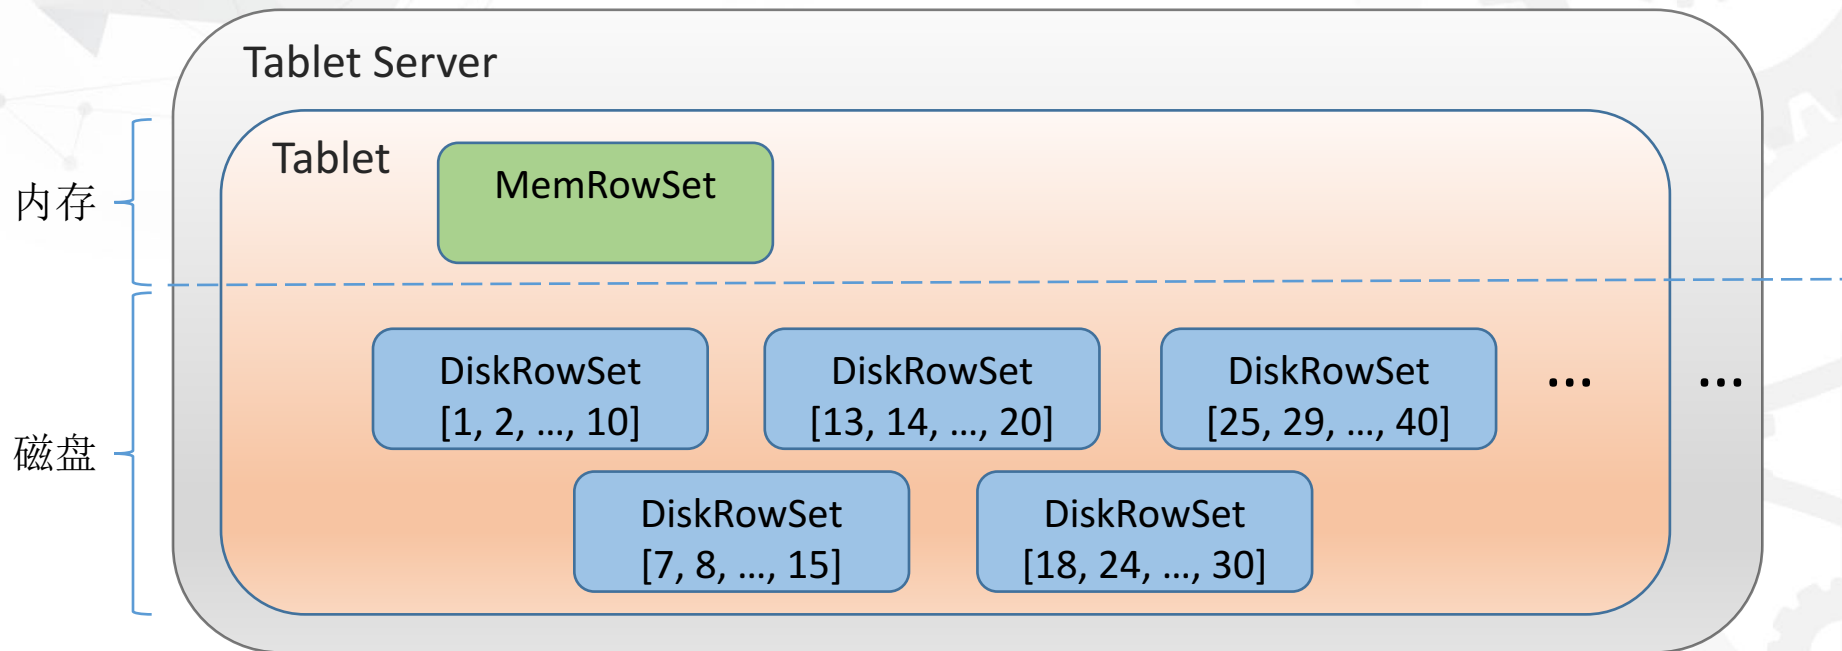 Tablet Server
Tablet
MemRowSet
内存
DiskRowSet
[1, 2, ..., 10]
DiskRowSet
[13, 14, ..., 20]
DiskRowSet
[25, 29, ..., 40]
...
...
磁盘
DiskRowSet
[7, 8, ..., 15]
DiskRowSet
[18, 24, ..., 30]